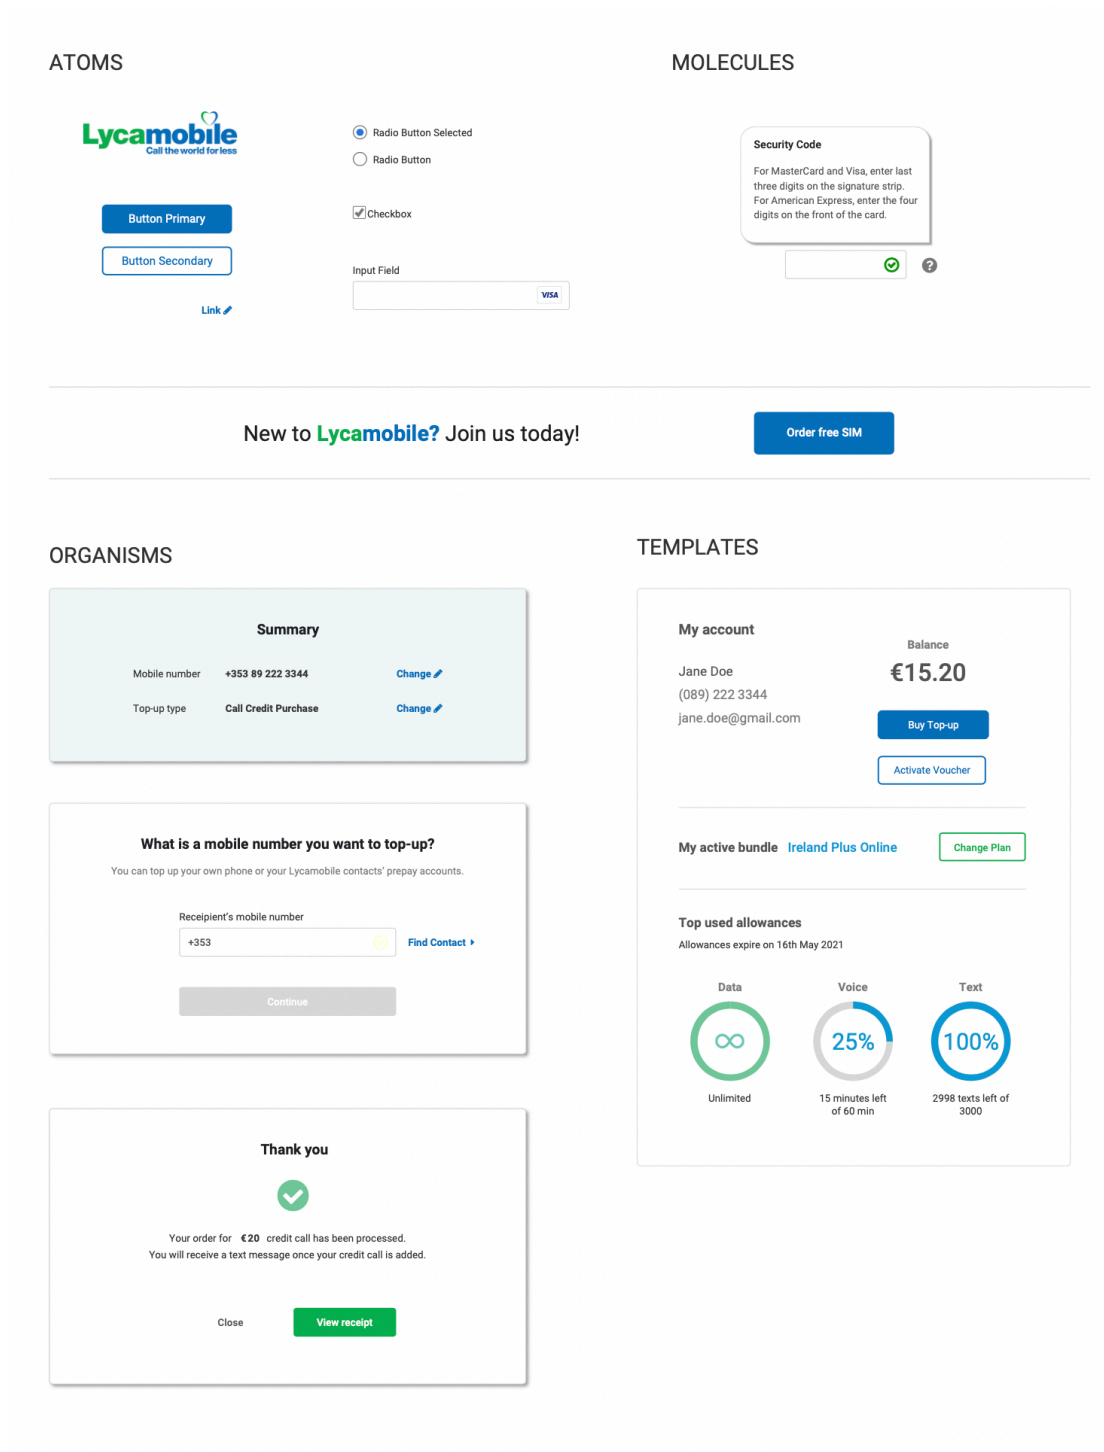 ATOMS
MOLECULES
Lycamobile
Call the world for less
Radio Button Selected
Radio Button
Button Primary
Checkbox
Button Secondary
Input Field
VISA
Link
Security Code
For MasterCard and Visa, enter last
three digits on the signature strip.
For American Express, enter the four
digits on the front of the card.
?
New to Lycamobile? Join us today!
Order free SIM
ORGANISMS
Summary
Mobile number +353 89 222 3344 Change
Top-up type Call Credit Purchase Change
What is a mobile number you want to top-up?
You can top up your own phone or your Lycamobile contacts' prepay accounts.
Receipient's mobile number
+353
Find Contact
Continue
Thank you
Your order for €20 credit call has been processed.
You will receive a text message once your credit call is added.
Close
View receipt
TEMPLATES
My account
Jane Doe
(089) 222 3344
jane.doe@gmail.com
Balance
€15.20
Buy Top-up
Activate Voucher
My active bundle Ireland Plus Online
Change Plan
Top used allowances
Allowances expire on 16th May 2021
Data
∞
Unlimited
Voice
25%
15 minutes left
of 60 min
Text
100%
2998 texts left of
3000